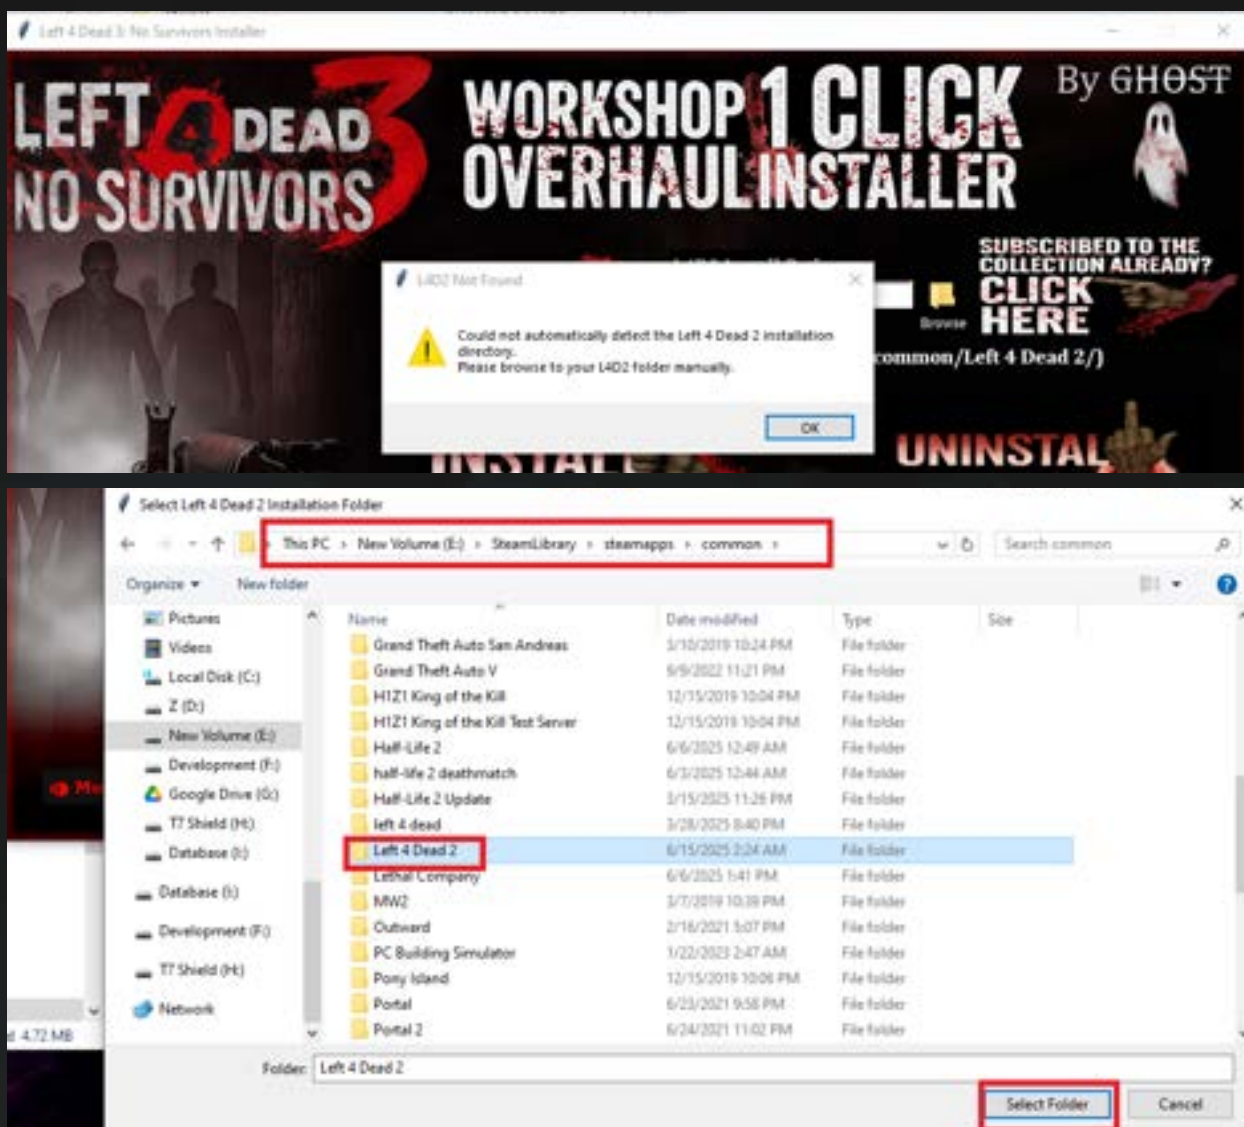 Left 4 Dead 3: No Survivors Installer
LEFT 4 DEAD 3
NO SURVIVORS
WORKSHOP 1 CLICK
OVERHAUL INSTALLER
By GHOST
SUBSCRIBED TO THE
COLLECTION ALREADY?
CLICK
HERE
Browse
common/Left 4 Dead 2/)
L4D2 Not Found
Could not automatically detect the Left 4 Dead 2 installation
directory.
Please browse to your L4D2 folder manually.
OK
INSTALL
UNINSTAL
Select Left 4 Dead 2 Installation Folder
This PC > New Volume (E:) > SteamLibrary > steamapps > common >
Search common
Organize
New folder
Name Date modified Type Size
Pictures
Videos
Local Disk (C:)
Z (D:)
New Volume (E:)
Development (F:)
Google Drive (G:)
T7 Shield (H:)
Database (I:)
Database (I:)
Development (F:)
T7 Shield (H:)
Network
Grand Theft Auto San Andreas 3/10/2019 10:24 PM File folder
Grand Theft Auto V 9/9/2022 11:21 PM File folder
H1Z1 King of the Kill 12/15/2019 10:04 PM File folder
H1Z1 King of the Kill Test Server 12/15/2019 10:04 PM File folder
Half-Life 2 6/6/2025 12:49 AM File folder
half-life 2 deathmatch 6/3/2025 12:44 AM File folder
Half-Life 2 Update 3/15/2025 11:26 PM File folder
left 4 dead 3/28/2025 8:40 PM File folder
Left 4 Dead 2 6/15/2025 2:24 AM File folder
Lethal Company 6/6/2025 1:41 PM File folder
MW2 3/7/2019 10:39 PM File folder
Outward 2/16/2021 5:07 PM File folder
PC Building Simulator 1/22/2023 2:47 AM File folder
Pony Island 12/15/2019 10:06 PM File folder
Portal 6/23/2021 9:58 PM File folder
Portal 2 6/24/2021 11:02 PM File folder
4.72 MB
Folder: Left 4 Dead 2
Select Folder
Cancel